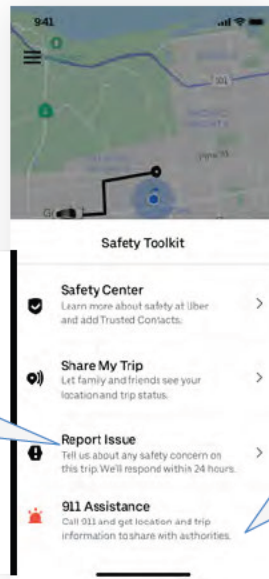 9:41
101
Safety Toolkit
Safety Center
Learn more about safety at Uber
and add Trusted Contacts.
Share My Trip
Let family and friends see your
location and trip status.
Report Issue
Tell us about any safety concern on
this trip. We'll respond within 24 hours.
911 Assistance
Call 911 and get location and trip
information to share with authorities.